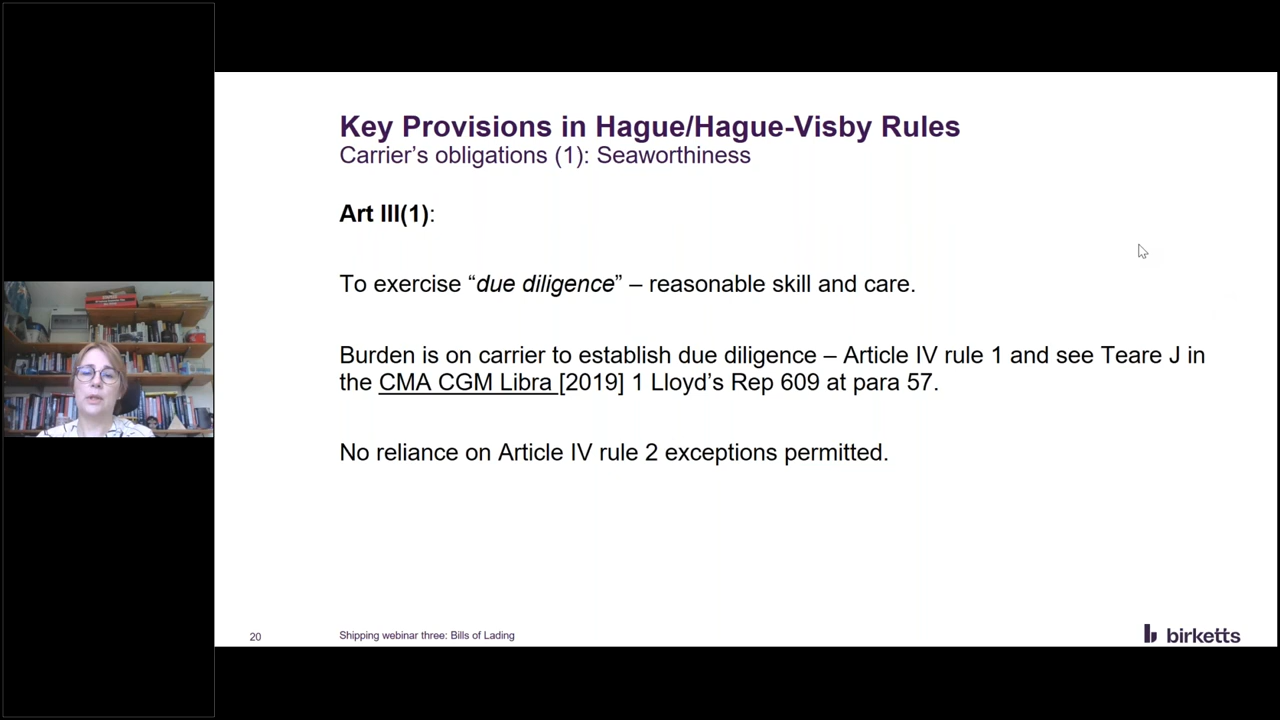 Key Provisions in Hague/Hague-Visby Rules
Carrier’s obligations (1): Seaworthiness
Art III(1):
To exercise “due diligence” – reasonable skill and care.
Burden is on carrier to establish due diligence – Article IV rule 1 and see Teare J in
the CMA CGM Libra [2019] 1 Lloyd’s Rep 609 at para 57.
No reliance on Article IV rule 2 exceptions permitted.
20
Shipping webinar three: Bills of Lading
birketts